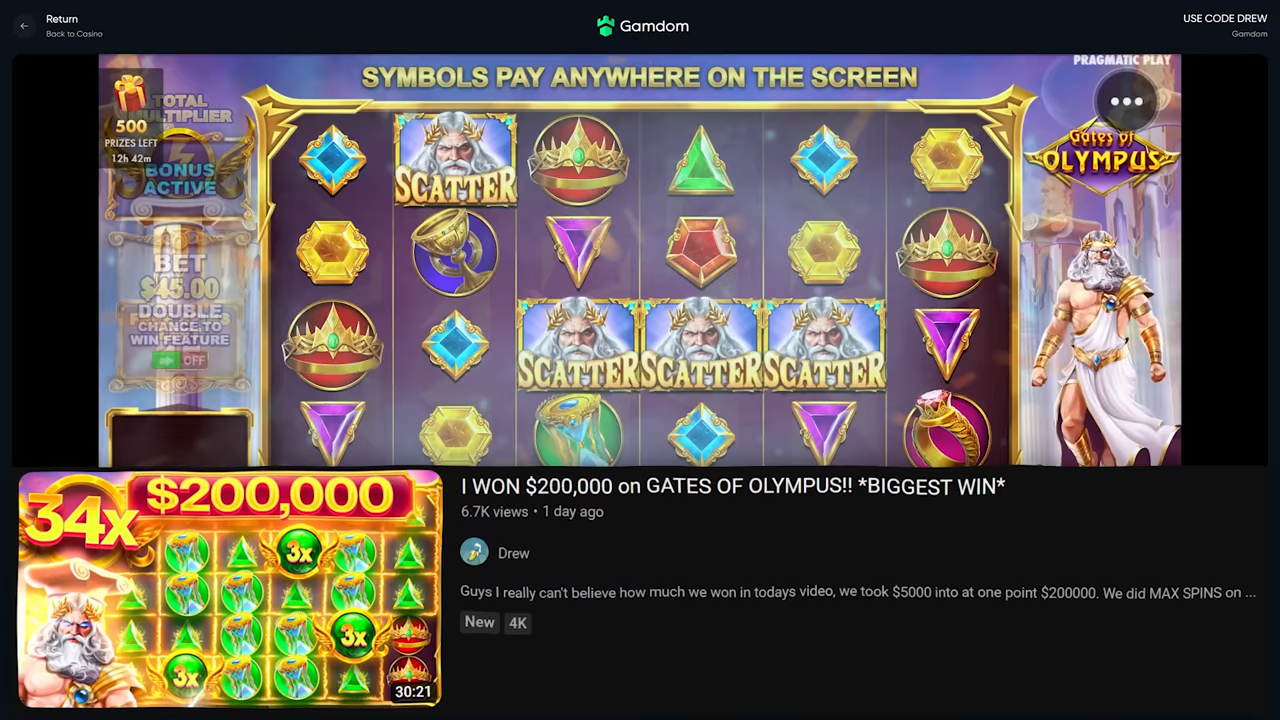 Return
Back to Casino
Gamdom
USE CODE DREW
Gamdom
SYMBOLS PAY ANYWHERE ON THE SCREEN
PRAGMATIC PLAY
TOTAL
MULTIPLIER
500
PRIZES LEFT
12h 42m
BONUS
ACTIVE
BET
$45.00
DOUBLE
CHANCE TO
WIN FEATURE
OFF
SCATTER
SCATTER
SCATTER
SCATTER
Gates of
OLYMPUS
$200,000
34x
3x
3x
3x
30:21
I WON $200,000 on GATES OF OLYMPUS!! *BIGGEST WIN*
6.7K views • 1 day ago
Drew
Guys I really can't believe how much we won in todays video, we took $5000 into at one point $200000. We did MAX SPINS on ...
New
4K